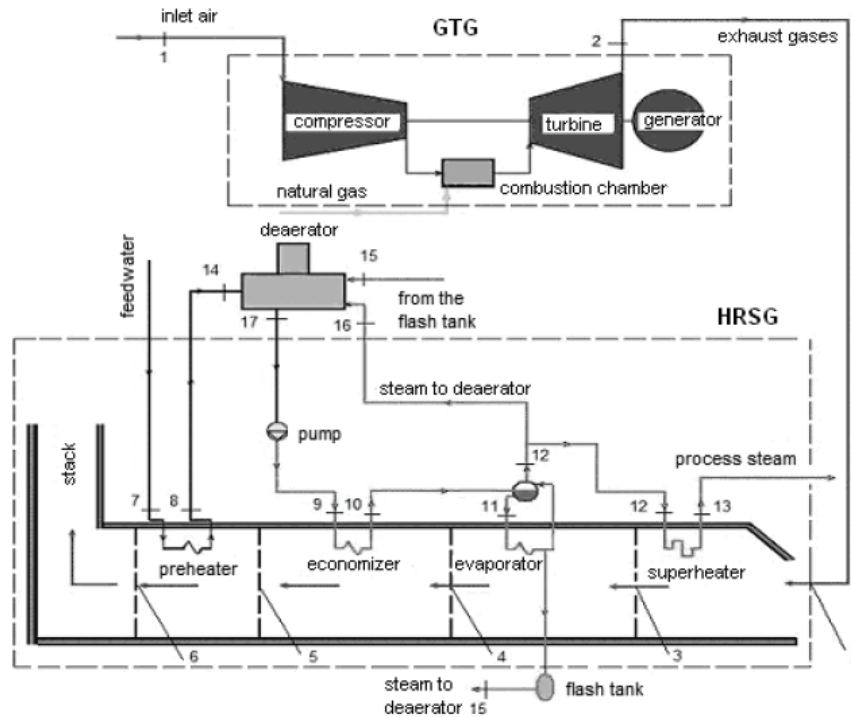 inlet air
1
GTG
2
exhaust gases
compressor
turbine
generator
natural gas
combustion chamber
deaerator
feedwater
14
15
from the
flash tank
17
16
HRSG
steam to deaerator
pump
stack
12
process steam
7
8
9
10
11
12
13
preheater
economizer
evaporator
superheater
6
5
4
3
steam to
deaerator 15
flash tank